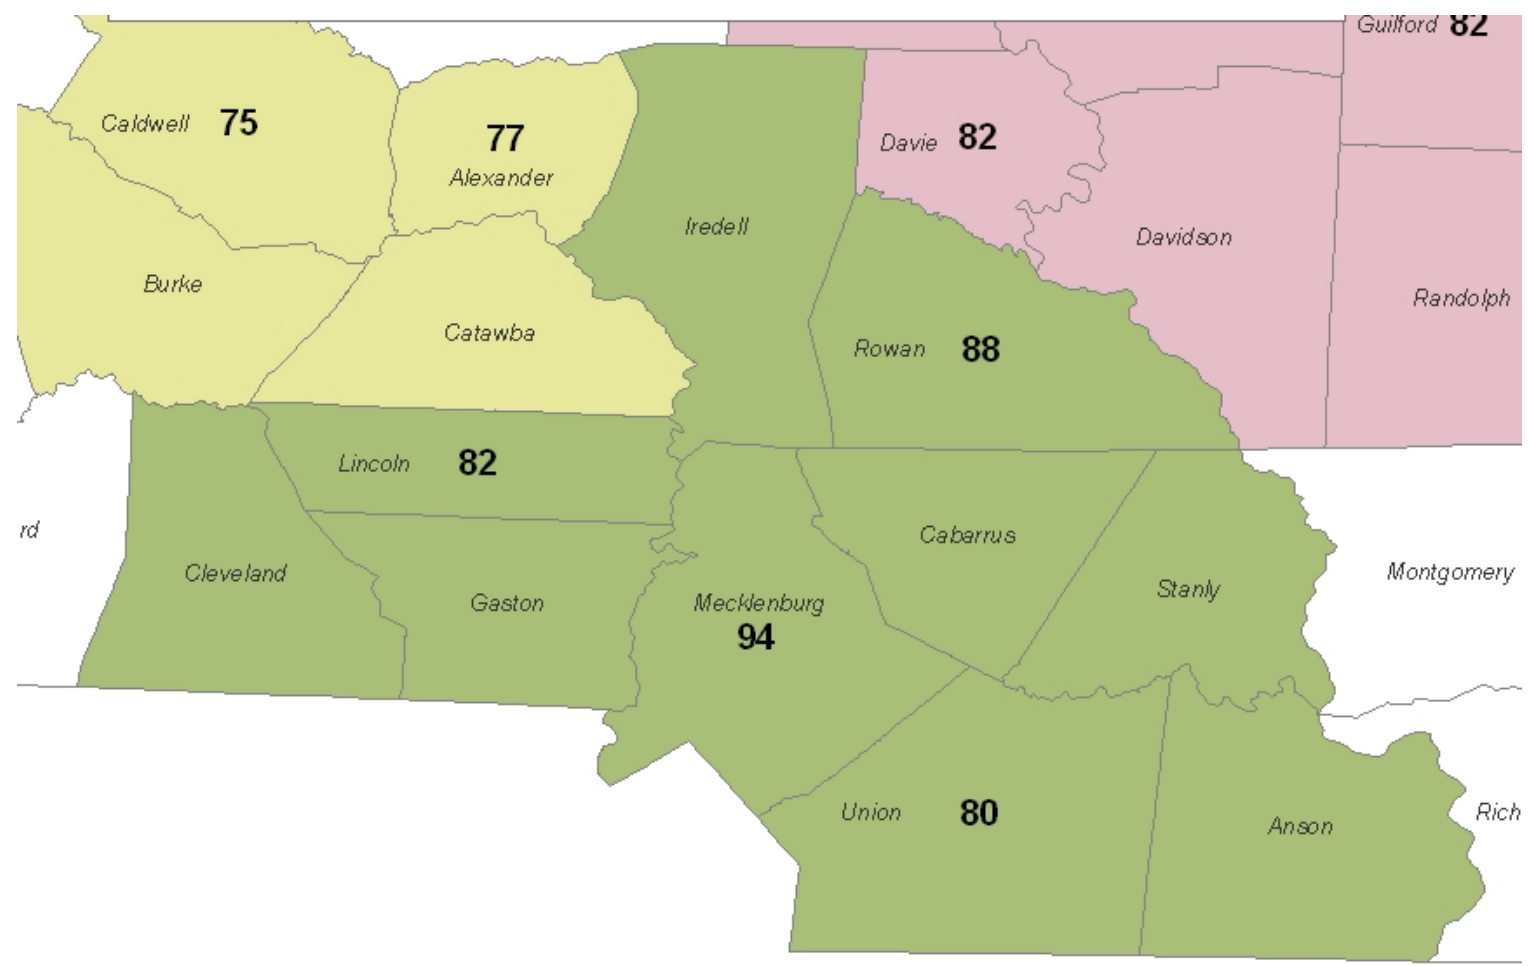 Guilford 82
Caldwell 75
77
Alexander
Davie 82
Iredell
Davidson
Burke
Randolph
Catawba
Rowan 88
Lincoln 82
rd
Cabarrus
Cleveland
Montgomery
Gaston
Mecklenburg
94
Stanly
Union 80
Anson
Rich